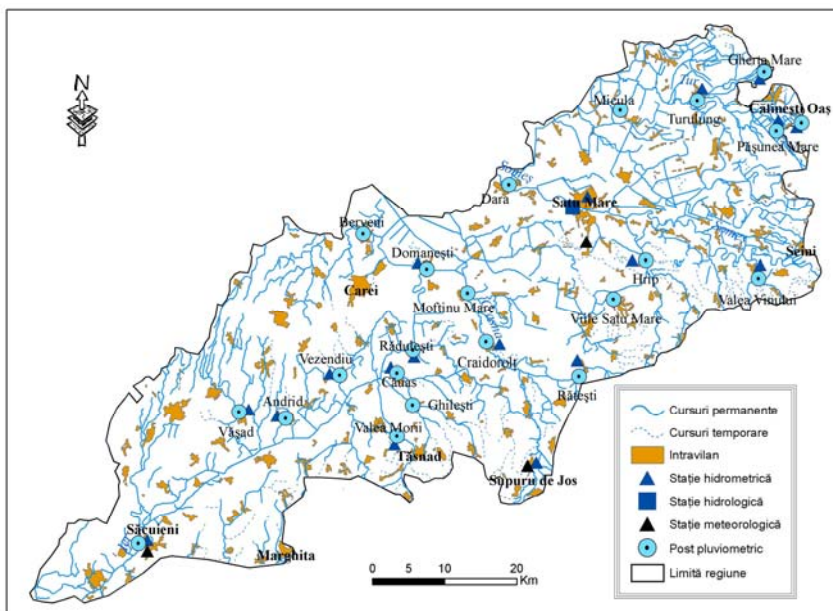 N
Gherța Mare
Tur
Călinești Oaș
Micula
Turulung
Pășunea Mare
Someș
Dara
Satu Mare
Berveni
Domanești
Seini
Hrip
Carei
Valea Vinului
Moftinu Mare
Viile Satu Mare
Crasna
Rădulești
Craidorolț
Vezendiu
Căuaș
Rătești
Ghilești
Andrid
Vășad
Valea Morii
Tășnad
Supuru de Jos
Săcuieni
Marghita
0 5 10 20
Km
Cursuri permanente
Cursuri temporare
Intravilan
Stație hidrometrică
Stație hidrologică
Stație meteorologică
Post pluviometric
Limită regiune